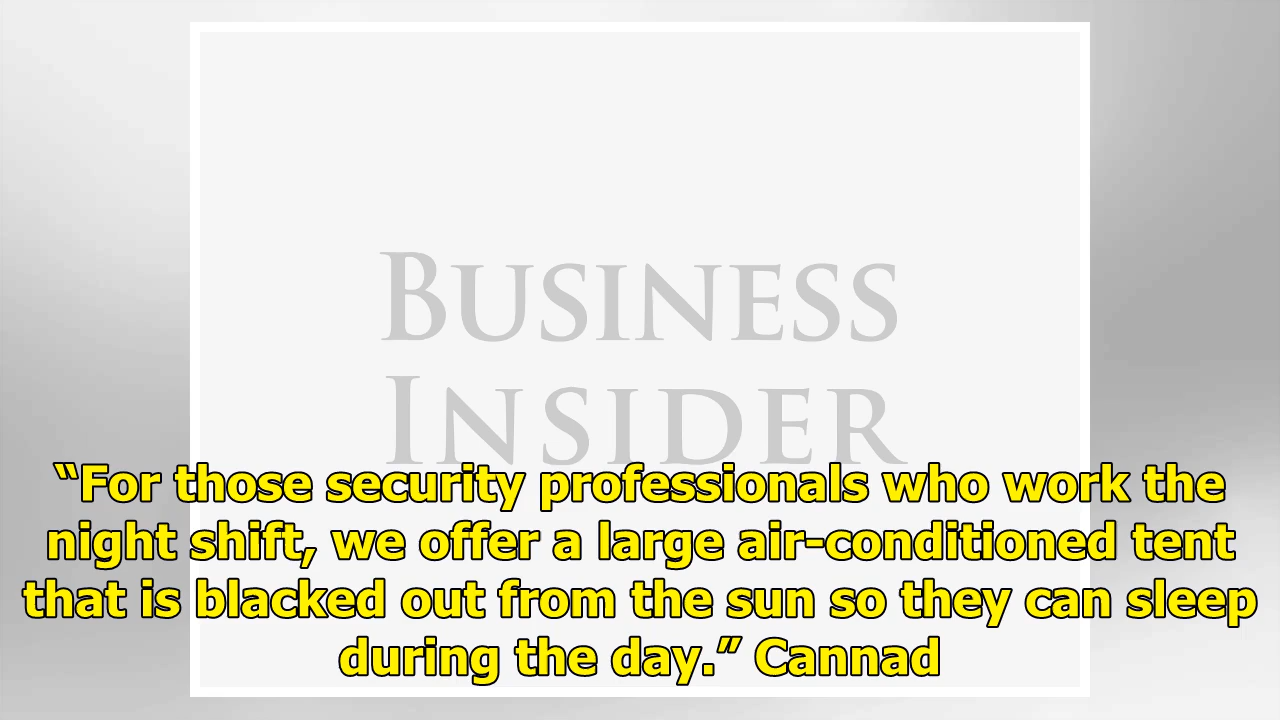 BUSINESS
INSIDER
“For those security professionals who work the
night shift, we offer a large air-conditioned tent
that is blacked out from the sun so they can sleep
during the day.” Cannad